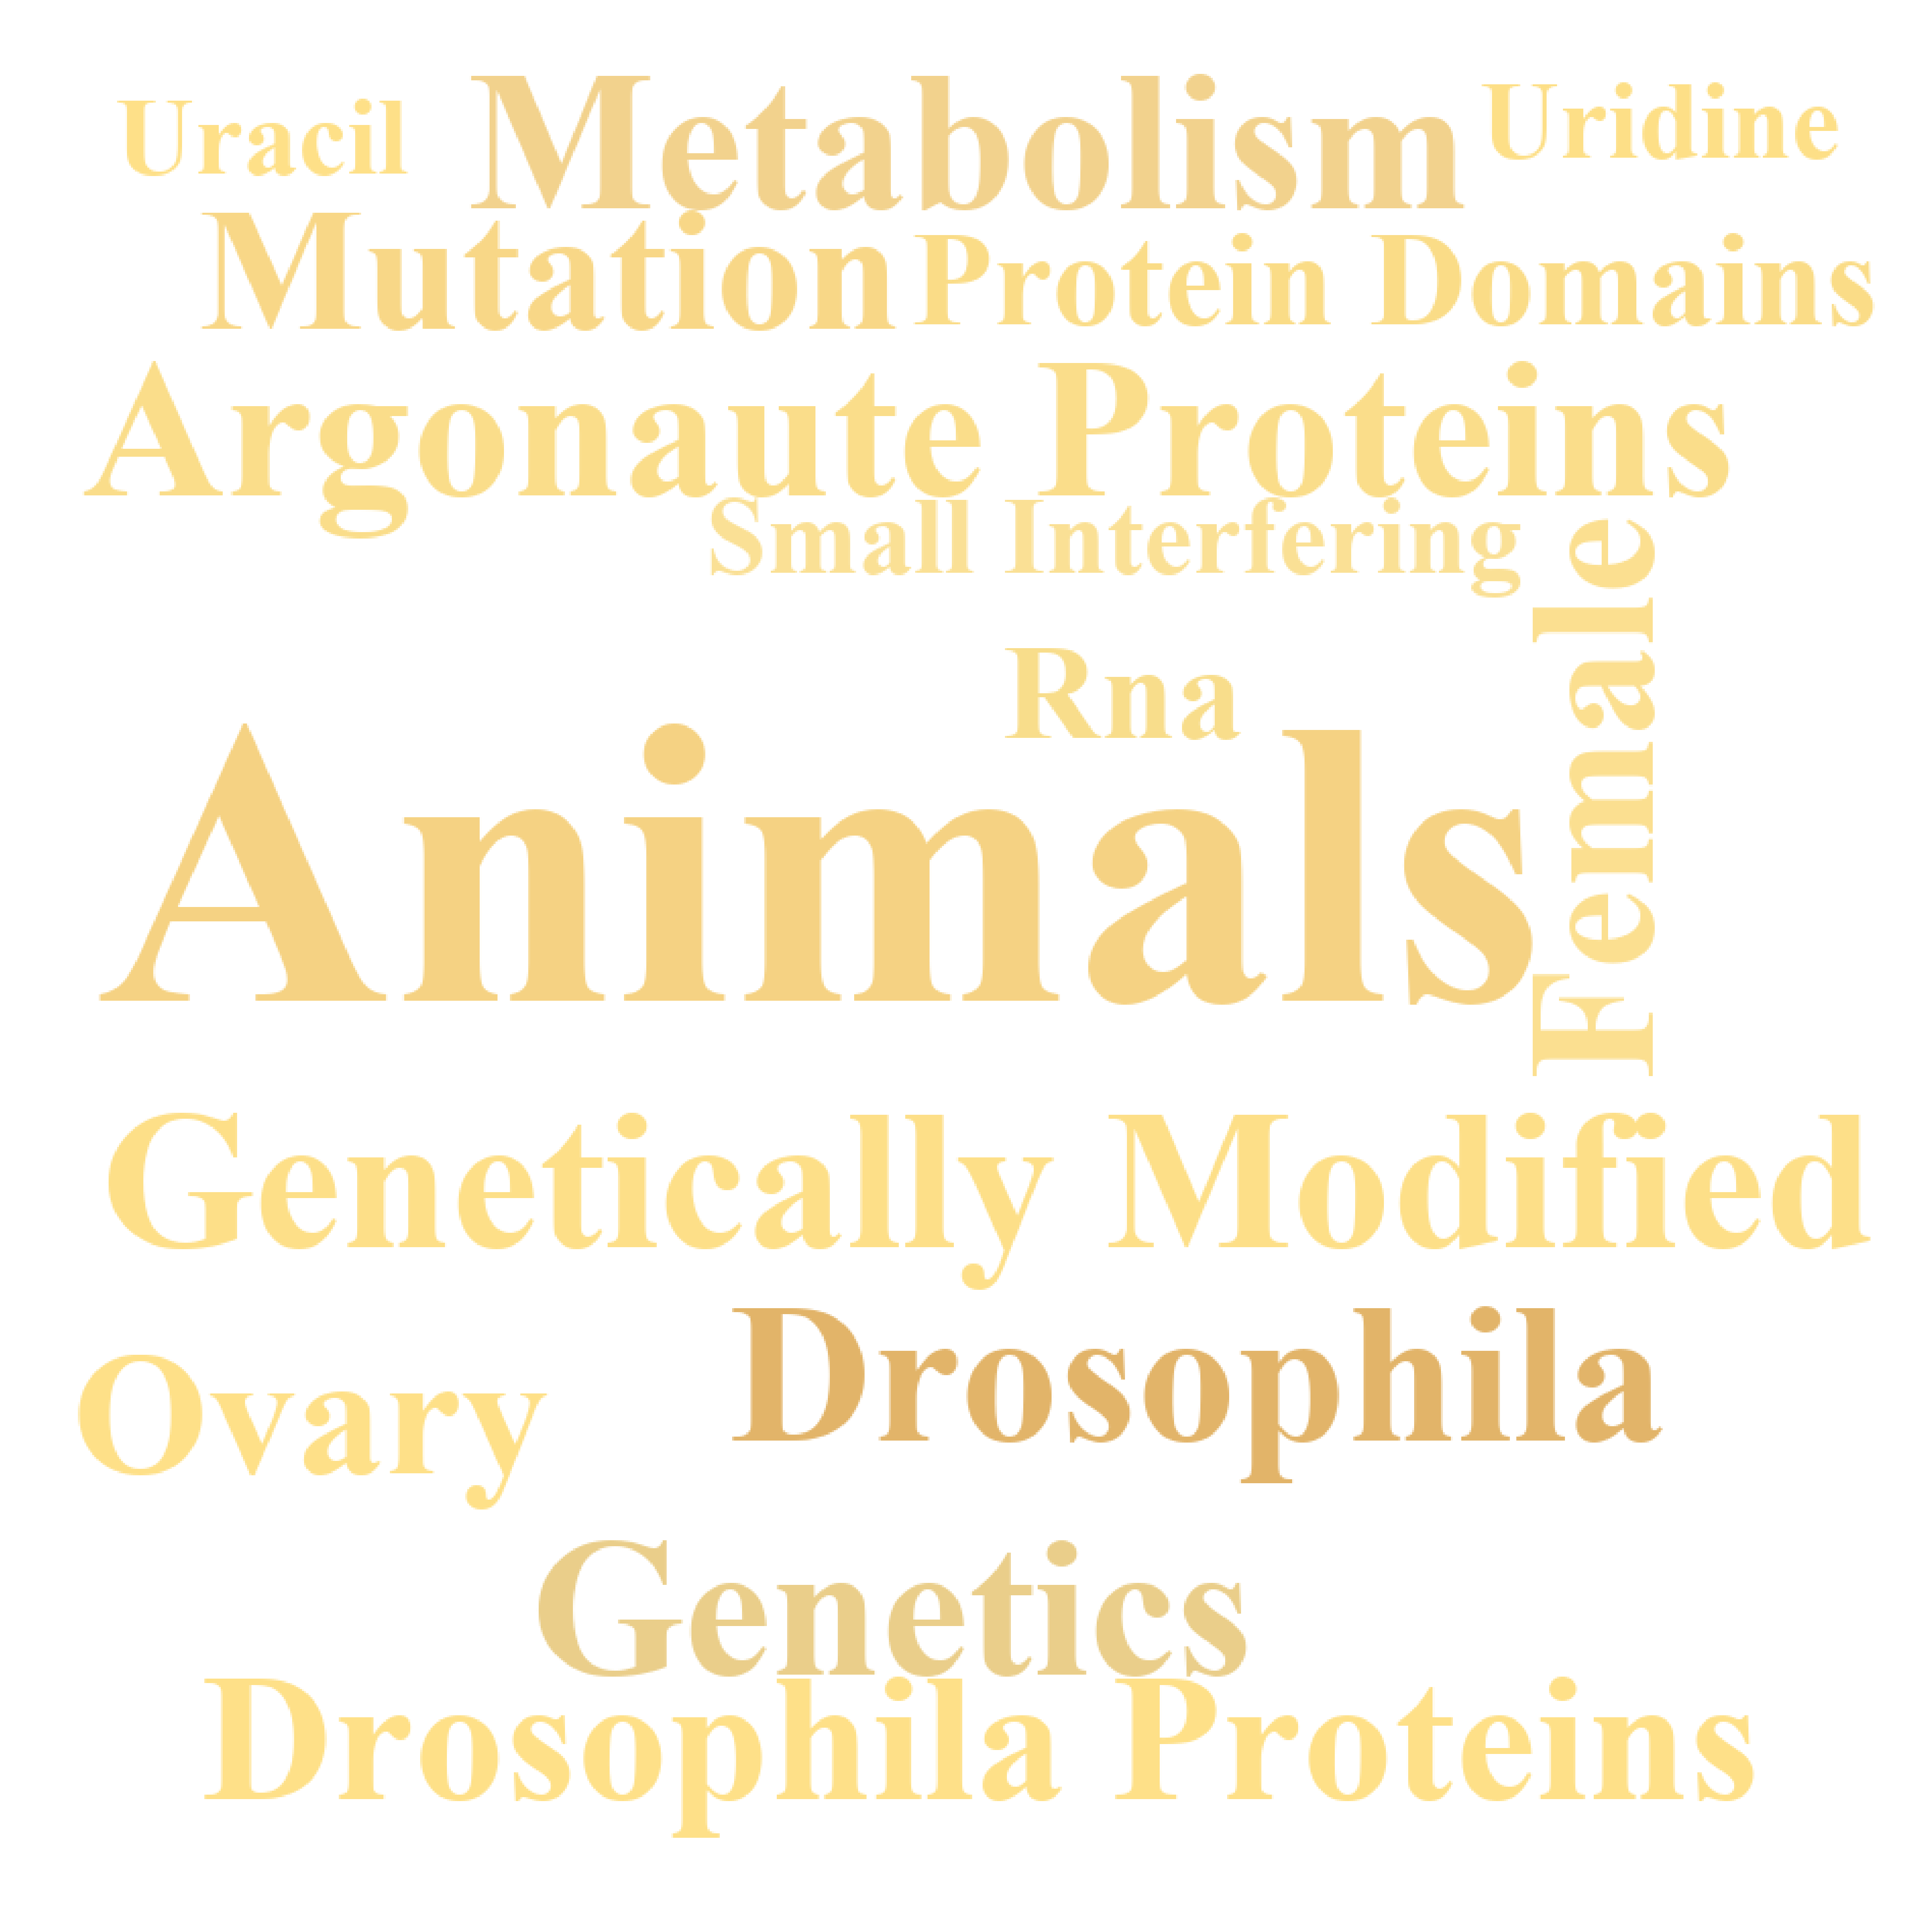 Uracil Metabolism Uridine
Mutation Protein Domains
Argonaute Proteins
Small Interfering
Female
Rna
Animals
Genetically Modified
Drosophila
Ovary
Genetics
Drosophila Proteins